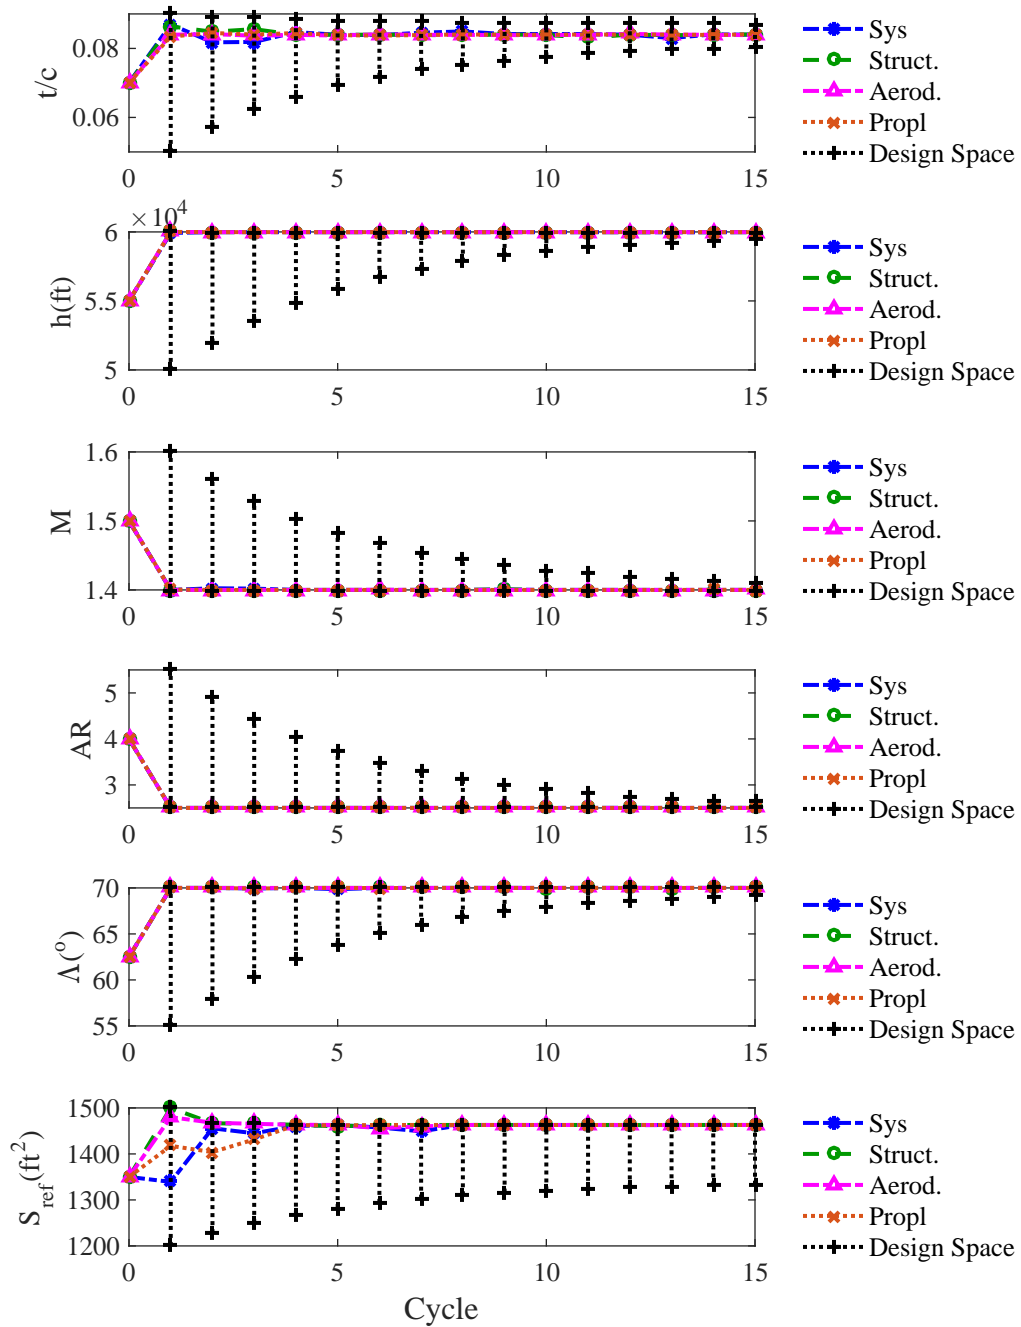 t/c
0.08
0.06
0 5 10 15
Sys
Struct.
Aerod.
Propl
Design Space
×10^4
h(ft)
6
5.5
5
0 5 10 15
Sys
Struct.
Aerod.
Propl
Design Space
M
1.6
1.5
1.4
0 5 10 15
Sys
Struct.
Aerod.
Propl
Design Space
AR
5
4
3
0 5 10 15
Sys
Struct.
Aerod.
Propl
Design Space
Λ(°)
70
65
60
55
0 5 10 15
Sys
Struct.
Aerod.
Propl
Design Space
S_ref(ft²)
1500
1400
1300
1200
0 5 10 15
Sys
Struct.
Aerod.
Propl
Design Space
Cycle